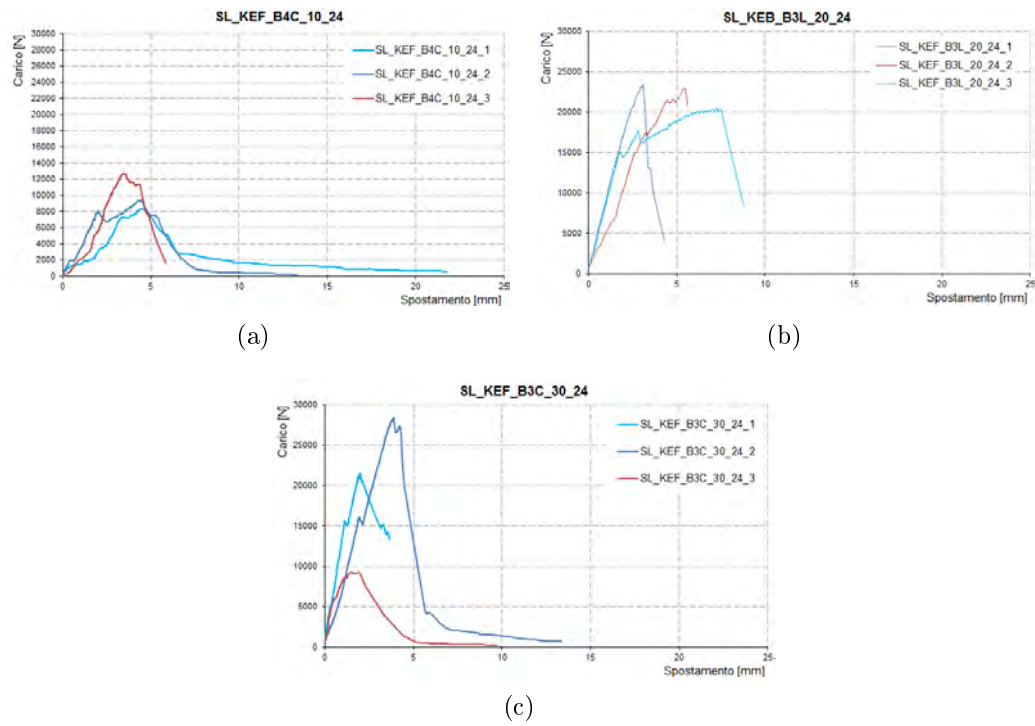 SL_KEF_B4C_10_24
Carico [N]
30000
28000
26000
24000
22000
20000
18000
16000
14000
12000
10000
8000
6000
4000
2000
0
0 5 10 15 20 25
Spostamento [mm]
SL_KEF_B4C_10_24_1
SL_KEF_B4C_10_24_2
SL_KEF_B4C_10_24_3
(a)
SL_KEB_B3L_20_24
Carico [N]
30000
25000
20000
15000
10000
5000
0
0 5 10 15 20 25
Spostamento [mm]
SL_KEF_B3L_20_24_1
SL_KEF_B3L_20_24_2
SL_KEF_B3L_20_24_3
(b)
SL_KEF_B3C_30_24
Carico [N]
30000
25000
20000
15000
10000
5000
0
0 5 10 15 20 25
Spostamento [mm]
SL_KEF_B3C_30_24_1
SL_KEF_B3C_30_24_2
SL_KEF_B3C_30_24_3
(c)